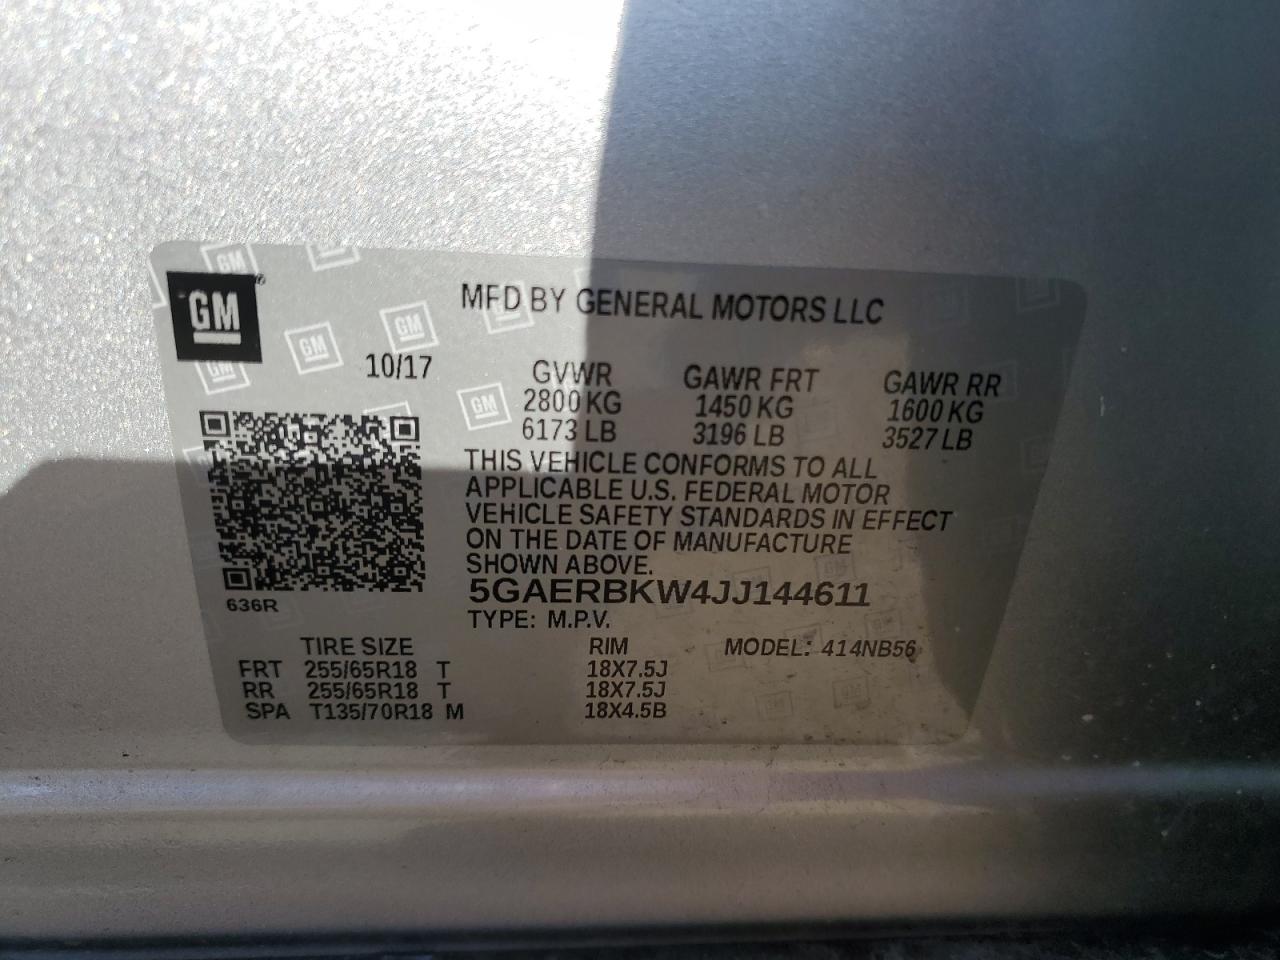 GM
MFD BY GENERAL MOTORS LLC
10/17
GVWR GAWR FRT GAWR RR
2800 KG 1450 KG 1600 KG
6173 LB 3196 LB 3527 LB
THIS VEHICLE CONFORMS TO ALL
APPLICABLE U.S. FEDERAL MOTOR
VEHICLE SAFETY STANDARDS IN EFFECT
ON THE DATE OF MANUFACTURE
SHOWN ABOVE.
5GAERBKW4JJ144611
636R
TYPE: M.P.V.
TIRE SIZE RIM MODEL: 414NB56
FRT 255/65R18 T 18X7.5J
RR 255/65R18 T 18X7.5J
SPA T135/70R18 M 18X4.5B